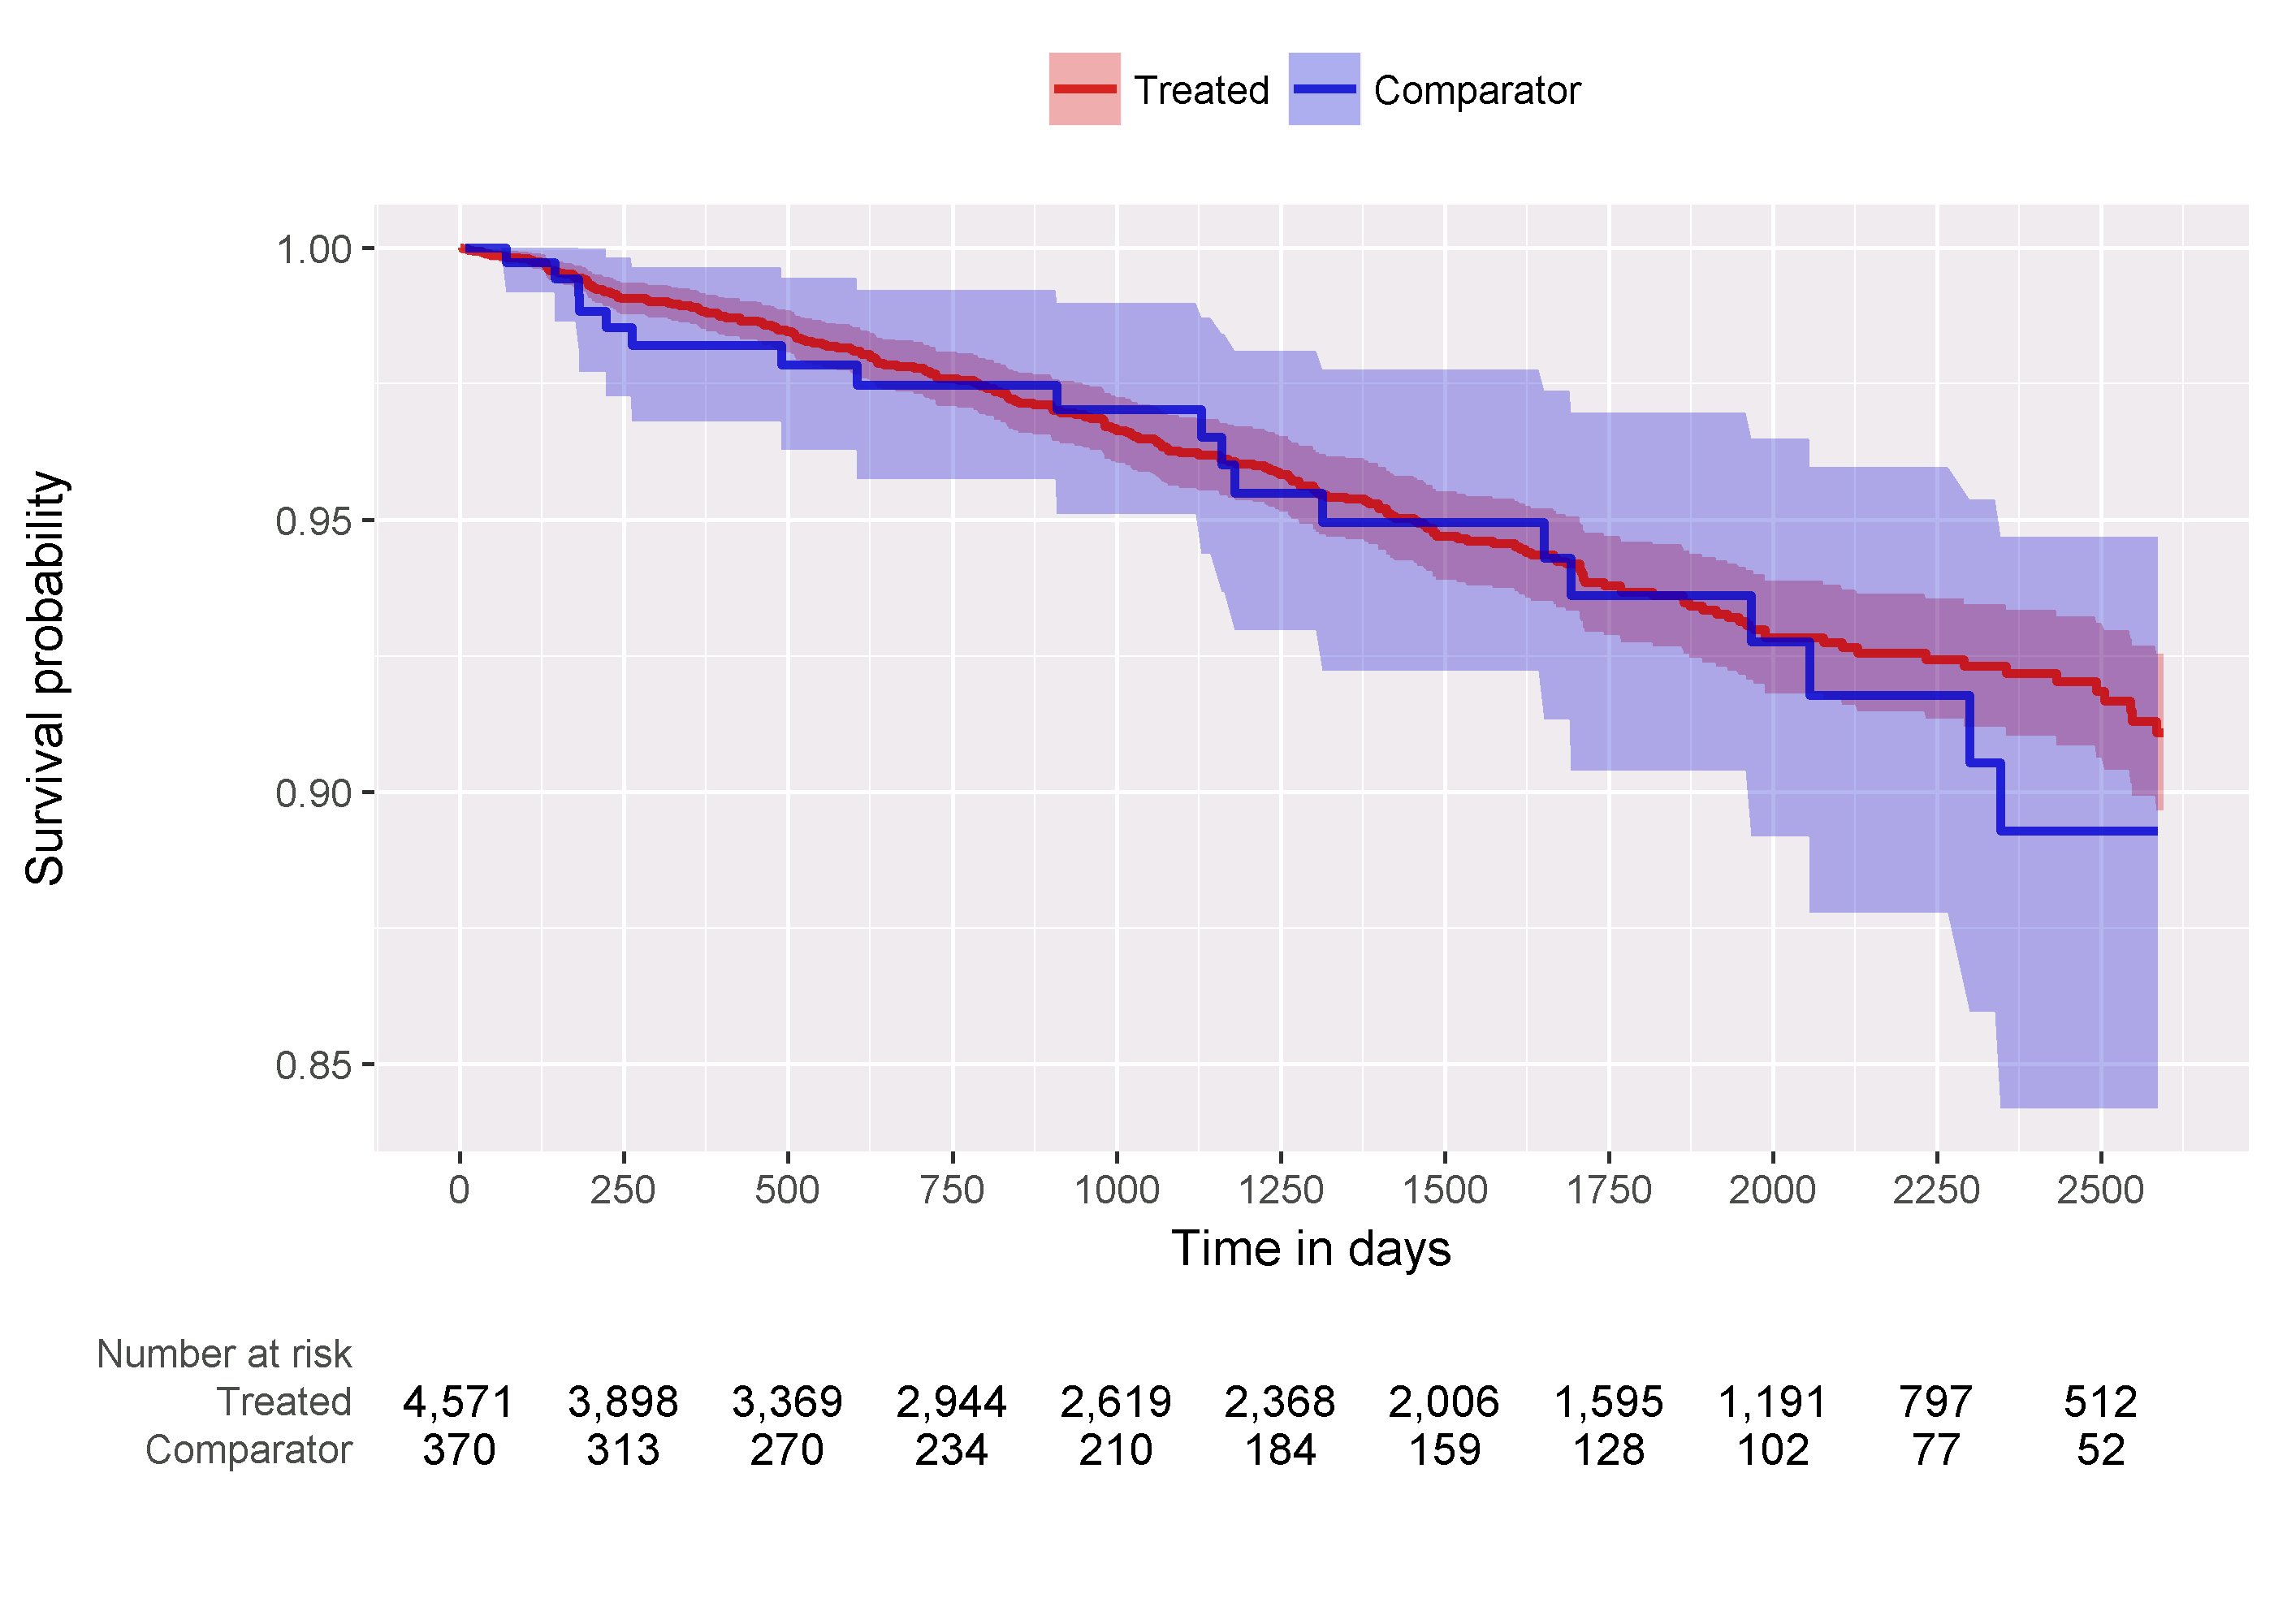 Treated Comparator
Survival probability
1.00
0.95
0.90
0.85
0 250 500 750 1000 1250 1500 1750 2000 2250 2500
Time in days
Number at risk
Treated 4,571 3,898 3,369 2,944 2,619 2,368 2,006 1,595 1,191 797 512
Comparator 370 313 270 234 210 184 159 128 102 77 52